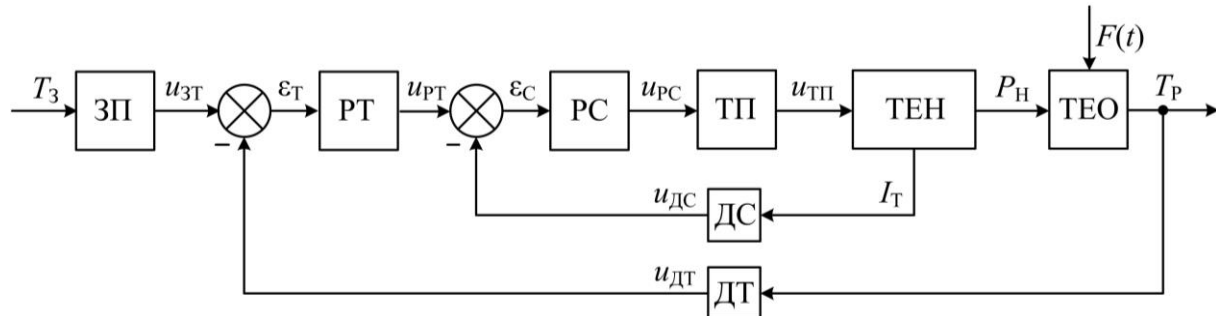 F(t)
T_З u_ЗТ ε_Т u_РТ ε_С u_РС u_ТП P_Н T_Р
ЗП РТ РС ТП ТЕН ТЕО
− −
u_ДС ДС I_Т
u_ДТ ДТ